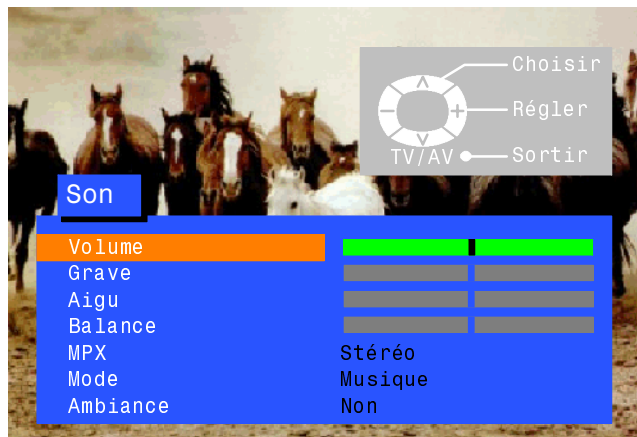 Choisir
Régler
TV/AV Sortir
Son
Volume
Grave
Aigu
Balance
MPX Stéréo
Mode Musique
Ambiance Non